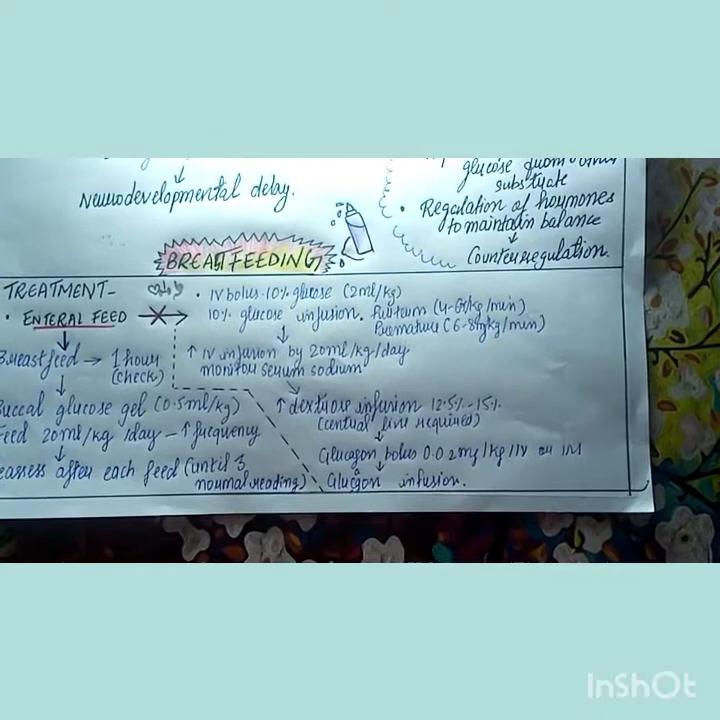 Neurodevelopmental delay.
glucose from other
substrate
• Regulation of hormones
to maintain balance
Counterregulation.
BREASTFEEDING
TREATMENT-
• ENTERAL FEED
Breastfeed → 1 hour
(check)
Buccal glucose gel (0.5ml/kg)
Feed 20ml/kg/day - ↑ frequency
reassess after each feed (until 3
normal reading)
• IV bolus 10% glucose (2ml/kg)
10% glucose infusion. Fullterm (4-6g/kg/min)
Premature (6-8mg/kg/min)
↑ IV infusion by 20ml/kg/day
monitor serum sodium
↑ dextrose infusion 12.5%-15%
(central line required)
Glucagon bolus 0.02mg/kg IV or IM
Glucagon infusion.
InShOt